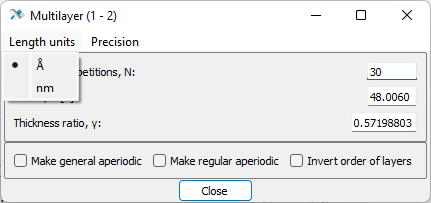 Multilayer (1 - 2)
Length units Precision
Å
nm
petitions, N: 30
48.0060
Thickness ratio, γ: 0.57198803
Make general aperiodic Make regular aperiodic Invert order of layers
Close